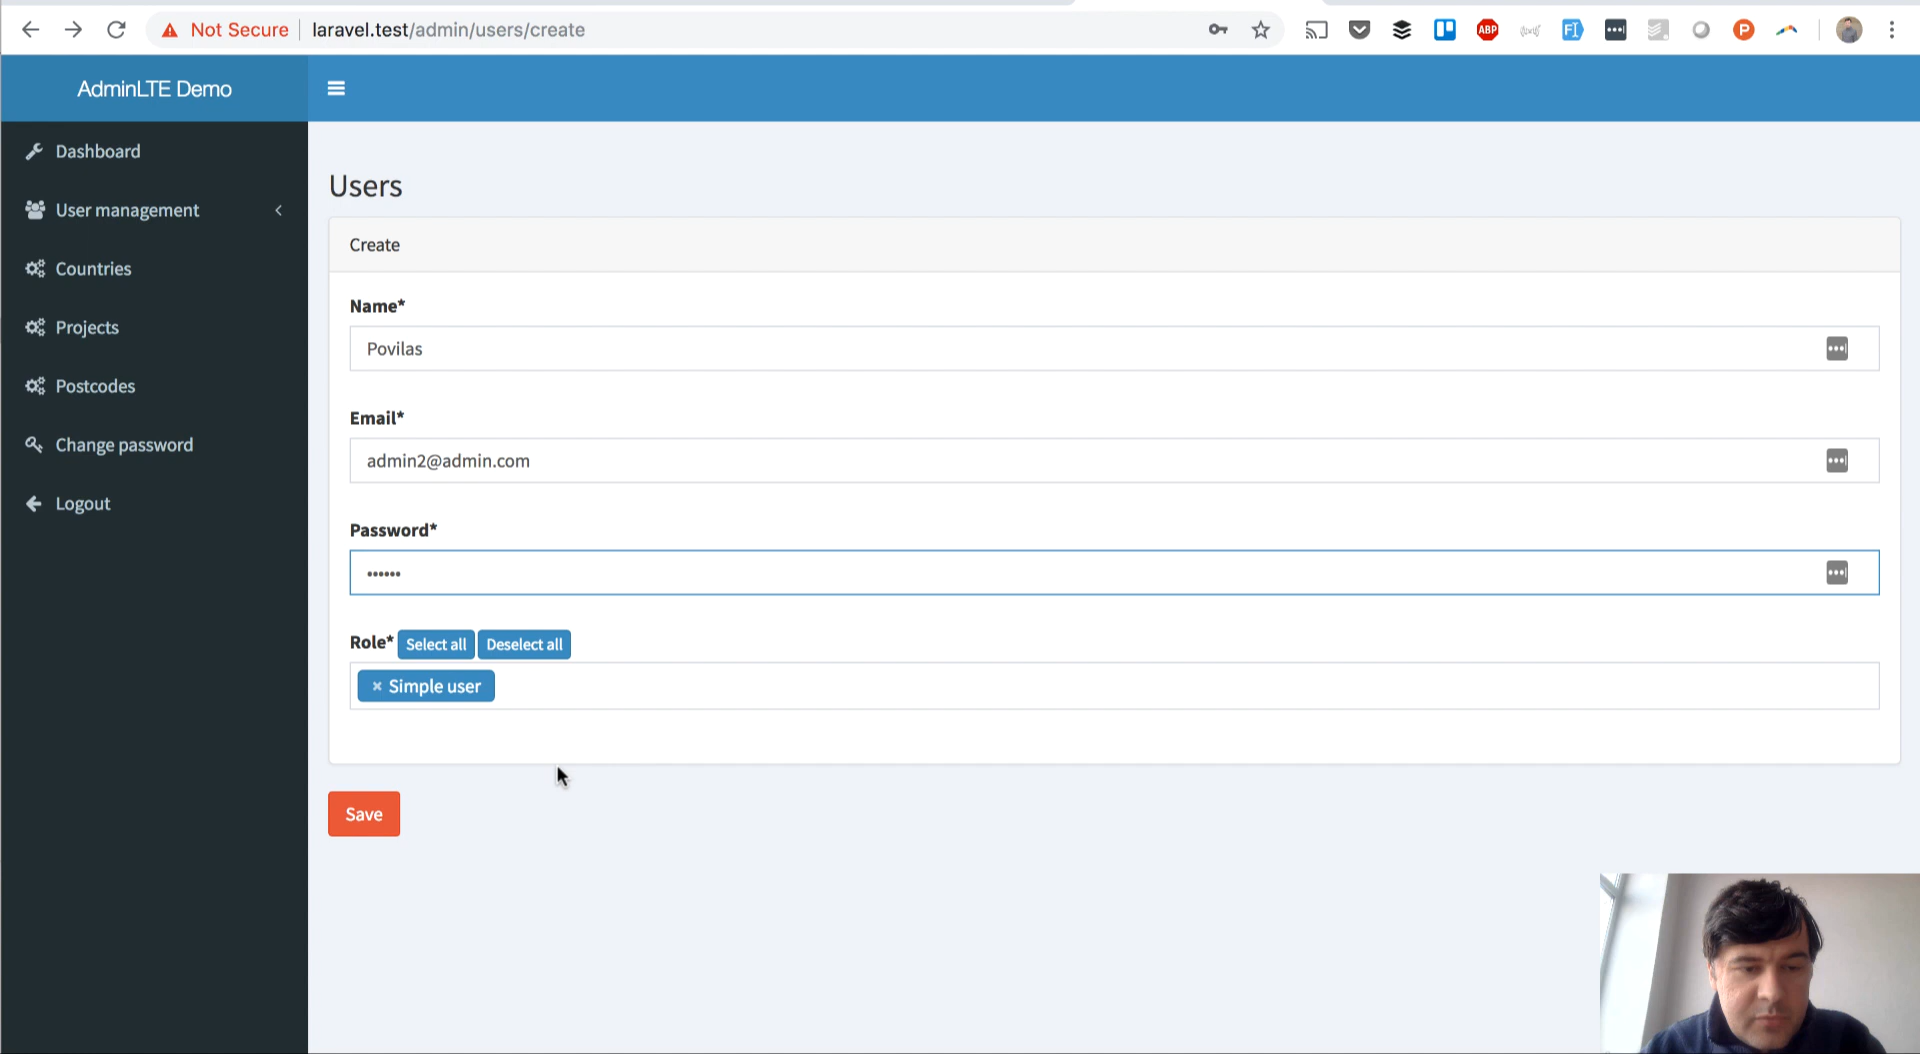 Not Secure laravel.test/admin/users/create
ABP
P
AdminLTE Demo
Dashboard
User management
Countries
Projects
Postcodes
Change password
Logout
Users
Create
Name*
Povilas
Email*
admin2@admin.com
Password*
••••••
Role* Select all Deselect all
× Simple user
Save